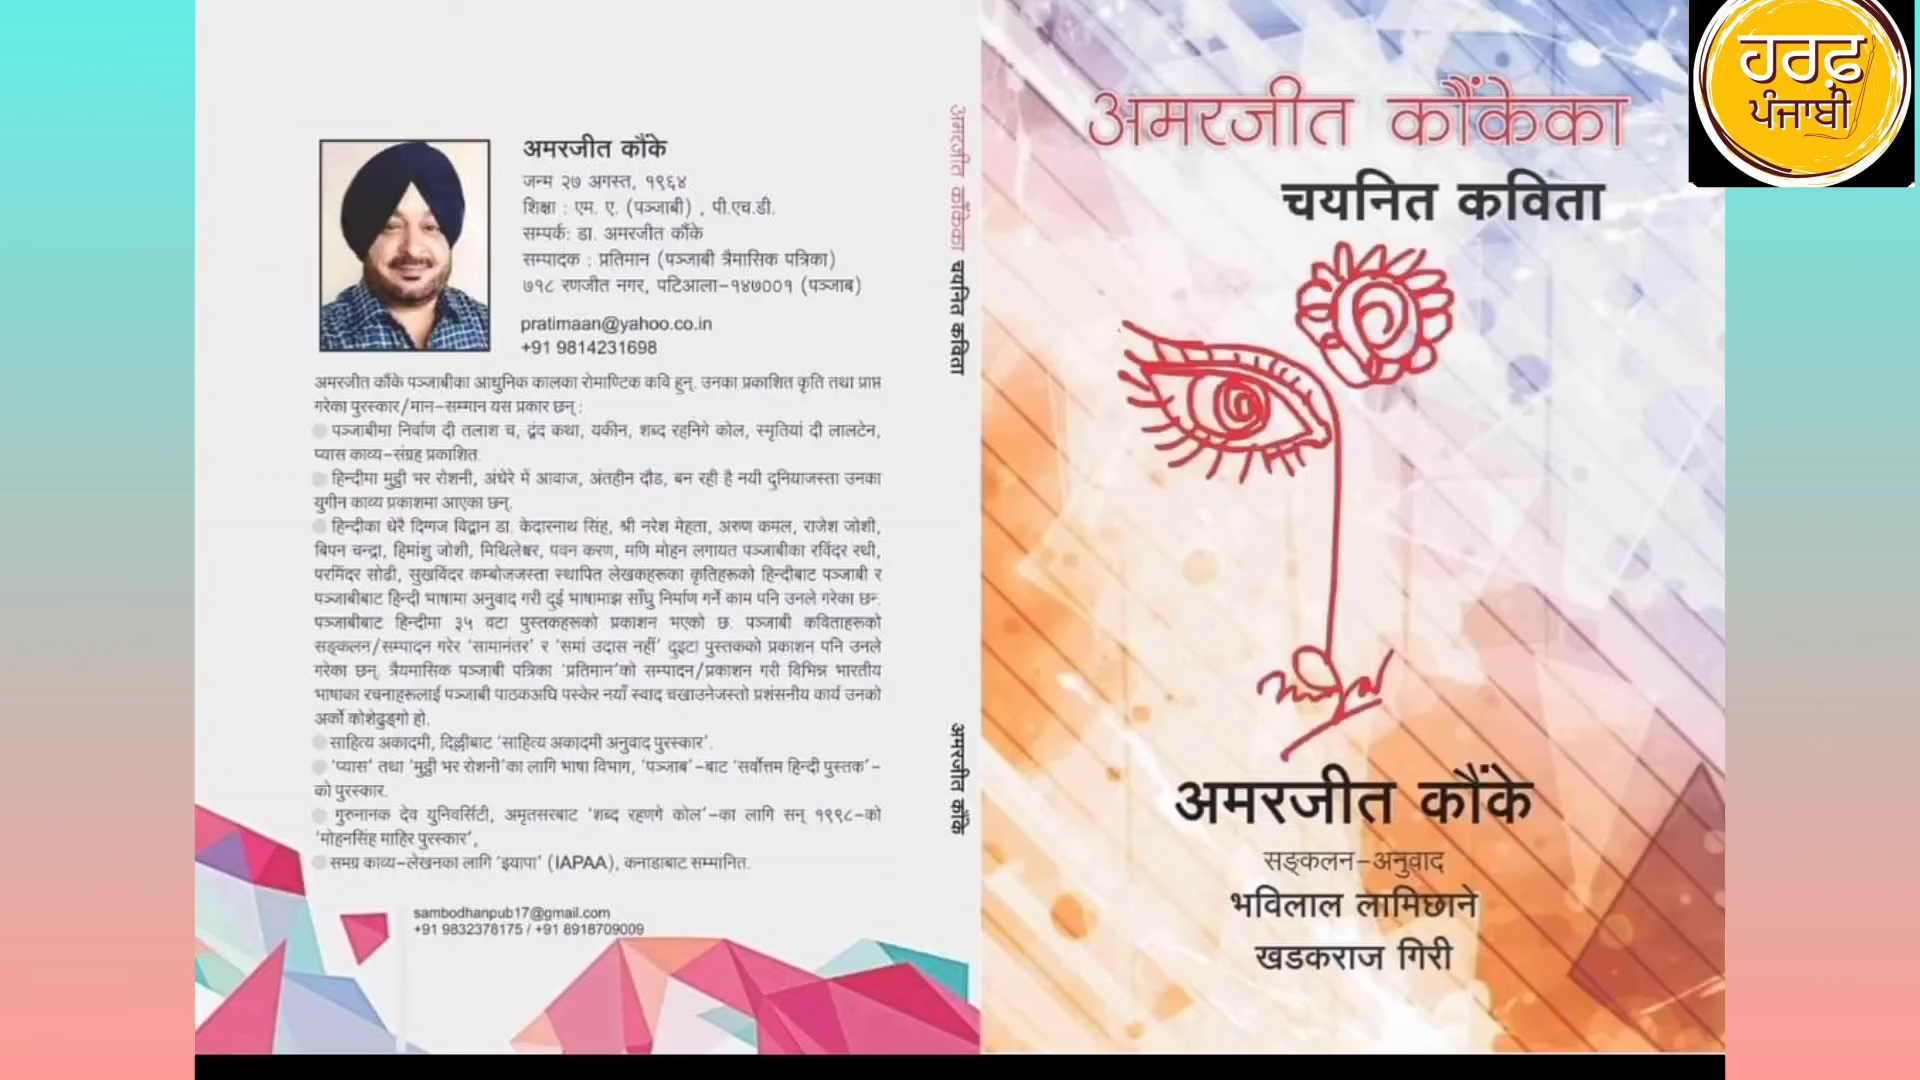 अमरजीत कौंके
जन्म २७ अगस्त, १९६४
शिक्षा : एम. ए. (पञ्जाबी) , पी.एच.डी.
सम्पर्क: डा. अमरजीत कौंके
सम्पादक : प्रतिमान (पञ्जाबी त्रैमासिक पत्रिका)
७१८ रणजीत नगर, पटिआला-१४७००१ (पञ्जाब)
pratimaan@yahoo.co.in
+91 9814231698
अमरजीत कौंके पञ्जाबीका आधुनिक कालका रोमाण्टिक कवि हुन्. उनका प्रकाशित कृति तथा प्राप्त
गरेका पुरस्कार/मान-सम्मान यस प्रकार छन् :
पञ्जाबीमा निर्वाण दी तलाश च, द्वंद कथा, यकीन, शब्द रहनिगे कोल, स्मृतियां दी लालटेन,
प्यास काव्य-संग्रह प्रकाशित.
हिन्दीमा मुठ्ठी भर रोशनी, अंधेरे में आवाज, अंतहीन दौड, बन रही है नयी दुनियाजस्ता उनका
युगीन काव्य प्रकाशमा आएका छन्.
हिन्दीका धेरै दिग्गज विद्वान डा. केदारनाथ सिंह, श्री नरेश मेहता, अरुण कमल, राजेश जोशी,
बिपन चन्द्रा, हिमांशु जोशी, मिथिलेश्वर, पवन करण, मणि मोहन लगायत पञ्जाबीका रविंदर रथी,
परमिंदर सोढी, सुखविंदर कम्बोजजस्ता स्थापित लेखकहरूका कृतिहरूको हिन्दीबाट पञ्जाबी र
पञ्जाबीबाट हिन्दी भाषामा अनुवाद गरी दुई भाषामाझ साँघु निर्माण गर्ने काम पनि उनले गरेका छन्.
पञ्जाबीबाट हिन्दीमा ३५ वटा पुस्तकहरूको प्रकाशन भएको छ. पञ्जाबी कविताहरूको
सङ्कलन/सम्पादन गरेर 'सामानंतर' र 'समां उदास नहीं' दुइटा पुस्तकको प्रकाशन पनि उनले
गरेका छन्. त्रैयमासिक पञ्जाबी पत्रिका 'प्रतिमान'को सम्पादन/प्रकाशन गरी विभिन्न भारतीय
भाषाका रचनाहरूलाई पञ्जाबी पाठकअघि पस्केर नयाँ स्वाद चखाउनेजस्तो प्रशंसनीय कार्य उनको
अर्को कोशेढुङ्गो हो.
साहित्य अकादमी, दिल्लीबाट 'साहित्य अकादमी अनुवाद पुरस्कार'.
'प्यास' तथा 'मुठ्ठी भर रोशनी'का लागि भाषा विभाग, 'पञ्जाब'-बाट 'सर्वोत्तम हिन्दी पुस्तक'-
को पुरस्कार.
गुरुनानक देव युनिवर्सिटी, अमृतसरबाट 'शब्द रहणगे कोल'-का लागि सन् १९९८-को
'मोहनसिंह माहिर पुरस्कार',
समग्र काव्य-लेखनका लागि 'इयापा' (IAPAA), कनाडाबाट सम्मानित.
sambodhanpub17@gmail.com
+91 9832378175 / +91 8918709009
अमरजीत कौंकेका चयनित कविता
अमरजीत कौंके
अमरजीत कौंकेका
चयनित कविता
अमरजीत कौंके
सङ्कलन-अनुवाद
भविलाल लामिछाने
खडकराज गिरी
ਹਰਫ਼
ਪੰਜਾਬੀ